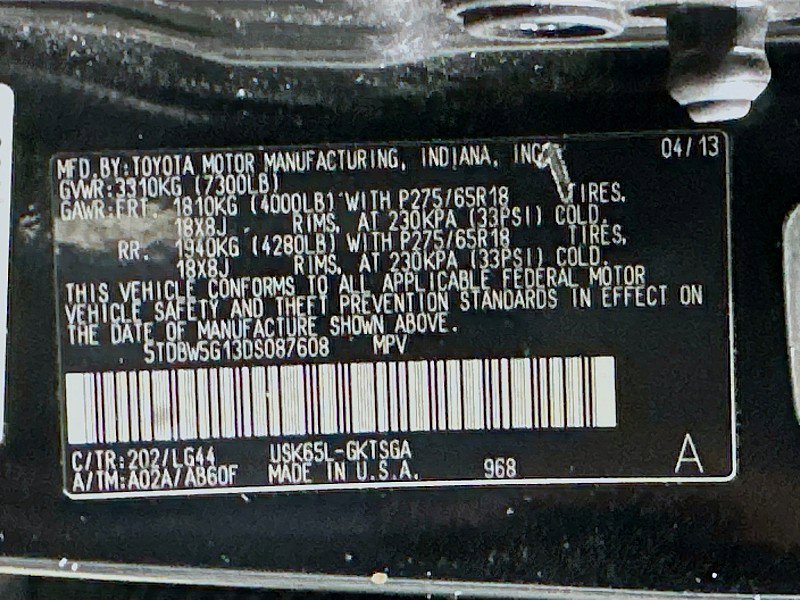 MFD. BY: TOYOTA MOTOR MANUFACTURING, INDIANA, INC. 04/13
GVWR: 3310KG (7300LB)
GAWR: FRT. 1810KG (4000LB) WITH P275/65R18 TIRES,
18X8J RIMS, AT 230KPA (33PSI) COLD.
RR. 1940KG (4280LB) WITH P275/65R18 TIRES,
18X8J RIMS, AT 230KPA (33PSI) COLD.
THIS VEHICLE CONFORMS TO ALL APPLICABLE FEDERAL MOTOR
VEHICLE SAFETY AND THEFT PREVENTION STANDARDS IN EFFECT ON
THE DATE OF MANUFACTURE SHOWN ABOVE.
5TDBW5G13DS087608 MPV
C/TR: 202/LG44 USK65L-GKTSGA
A/TM: A02A/AB60F MADE IN U.S.A. 968 A